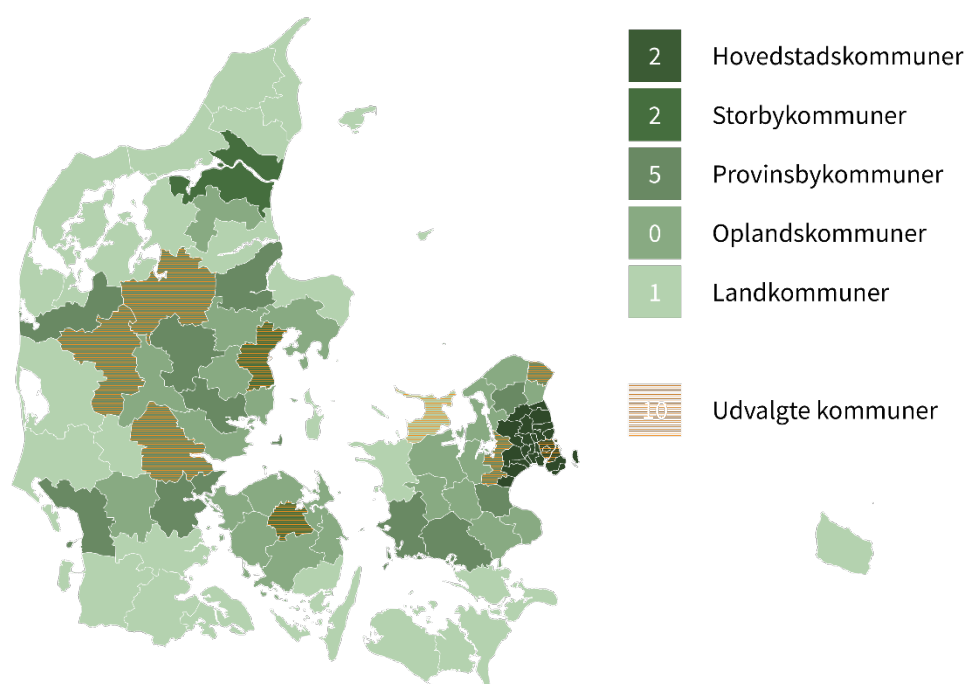 2 Hovedstadskommuner
2 Storbykommuner
5 Provinsbykommuner
0 Oplandskommuner
1 Landkommuner
10 Udvalgte kommuner